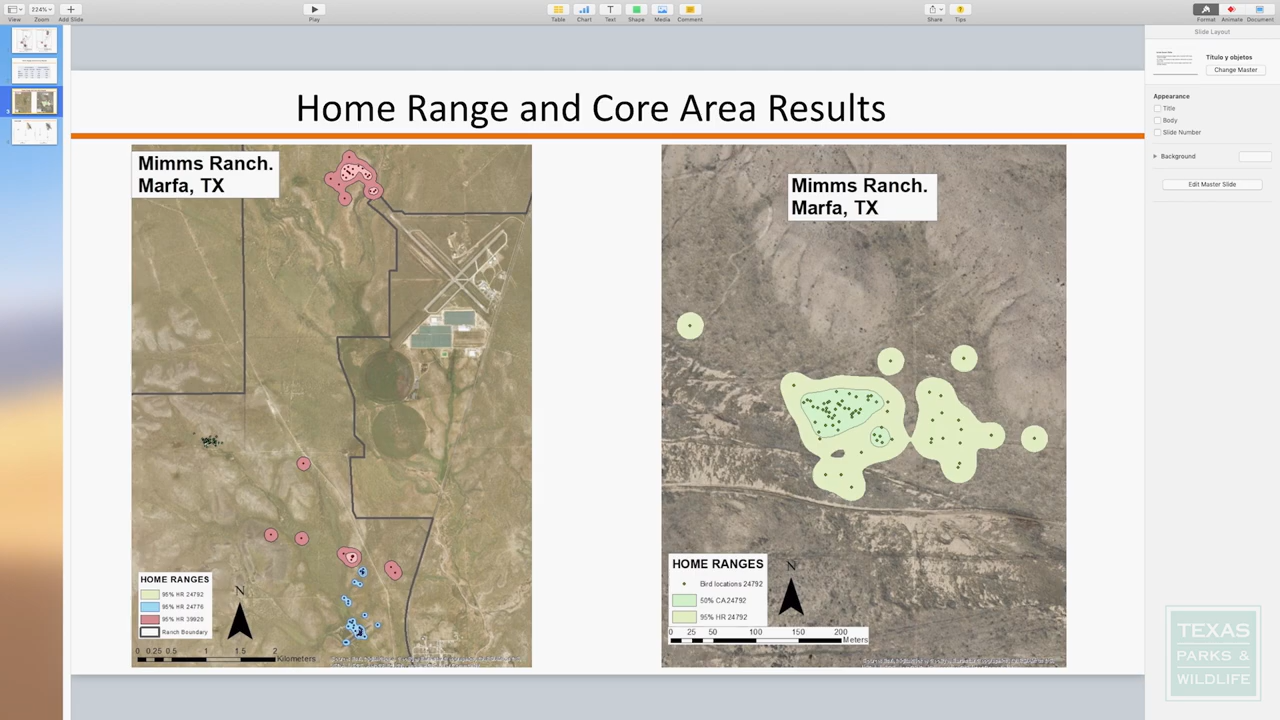 224%
View
Zoom
Add Slide
Play
Table
Chart
Text
Shape
Media
Comment
Share
Tips
Format
Animate
Document
Slide Layout
Título y objetos
Change Master
Appearance
Title
Body
Slide Number
Background
Edit Master Slide
Home Range and Core Area Results
Mimms Ranch.
Marfa, TX
HOME RANGES
95% HR 24792
95% HR 24776
95% HR 39920
Ranch Boundary
N
0 0.25 0.5 1 1.5 2
Kilometers
Mimms Ranch.
Marfa, TX
HOME RANGES
Bird locations 24792
50% CA24792
95% HR 24792
N
0 25 50 100 150 200
Meters
TEXAS
PARKS &
WILDLIFE